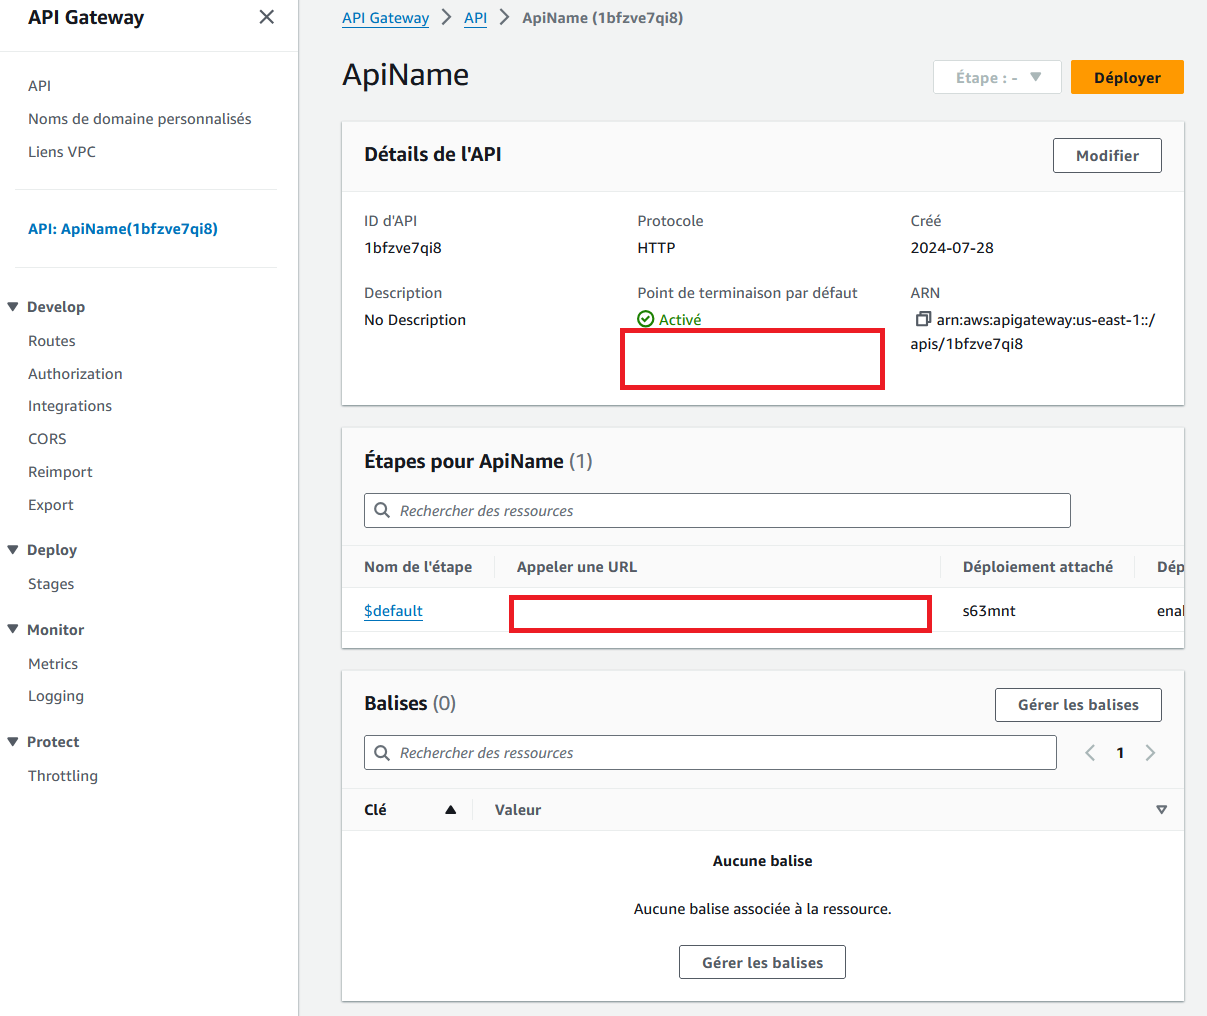 API Gateway
API
Noms de domaine personnalisés
Liens VPC
API: ApiName(1bfzve7qi8)
Develop
Routes
Authorization
Integrations
CORS
Reimport
Export
Deploy
Stages
Monitor
Metrics
Logging
Protect
Throttling
API Gateway > API > ApiName (1bfzve7qi8)
ApiName
Étape : -
Déployer
Détails de l'API
Modifier
ID d'API
1bfzve7qi8
Protocole
HTTP
Créé
2024-07-28
Description
No Description
Point de terminaison par défaut
Activé
ARN
arn:aws:apigateway:us-east-1::/
apis/1bfzve7qi8
Étapes pour ApiName (1)
Rechercher des ressources
Nom de l'étape Appeler une URL Déploiement attaché Dép
$default s63mnt ena
Balises (0)
Gérer les balises
Rechercher des ressources
1
Clé Valeur
Aucune balise
Aucune balise associée à la ressource.
Gérer les balises